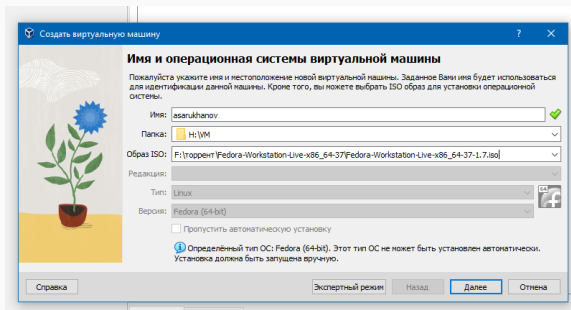 Создать виртуальную машину
? ×
Имя и операционная системы виртуальной машины
Пожалуйста укажите имя и местоположение новой виртуальной машины. Заданное Вами имя будет использоваться
для идентификации данной машины. Кроме того, вы можете выбрать ISO образ для установки операционной
системы.
Имя: asarukhanov
Папка: H:\VM
Образ ISO: F:\торрент\Fedora-Workstation-Live-x86_64-37\Fedora-Workstation-Live-x86_64-37-1.7.iso
Редакция:
Тип: Linux
64
Версия: Fedora (64-bit)
Пропустить автоматическую установку
Определённый тип ОС: Fedora (64-bit). Этот тип ОС не может быть установлен автоматически.
Установка должна быть запущена вручную.
Справка Экспертный режим Назад Далее Отмена